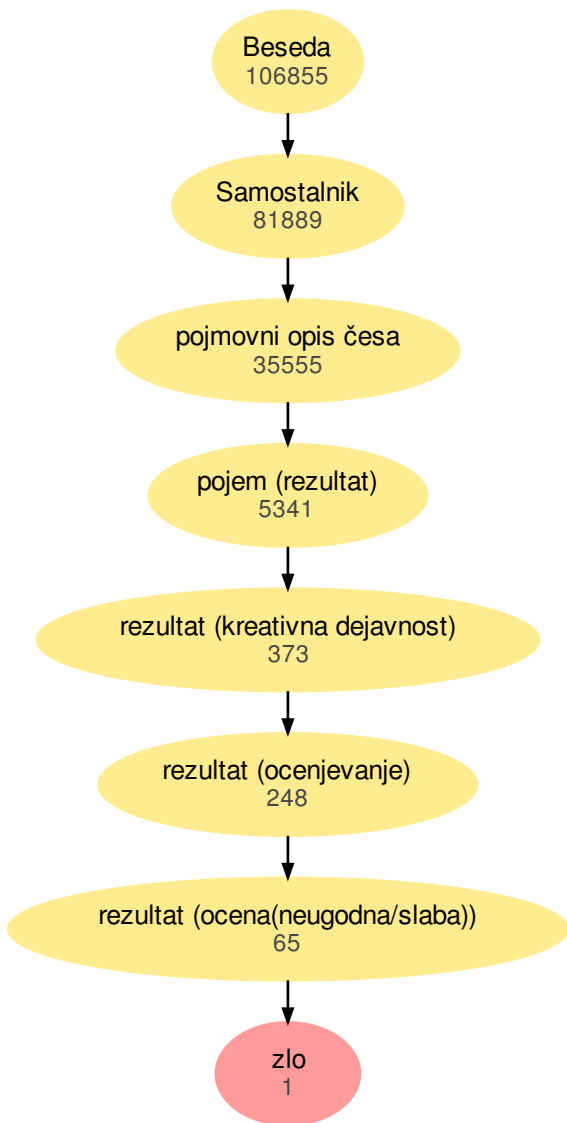 Beseda
106855
Samostalnik
81889
pojmovni opis česa
35555
pojem (rezultat)
5341
rezultat (kreativna dejavnost)
373
rezultat (ocenjevanje)
248
rezultat (ocena(neugodna/slaba))
65
zlo
1